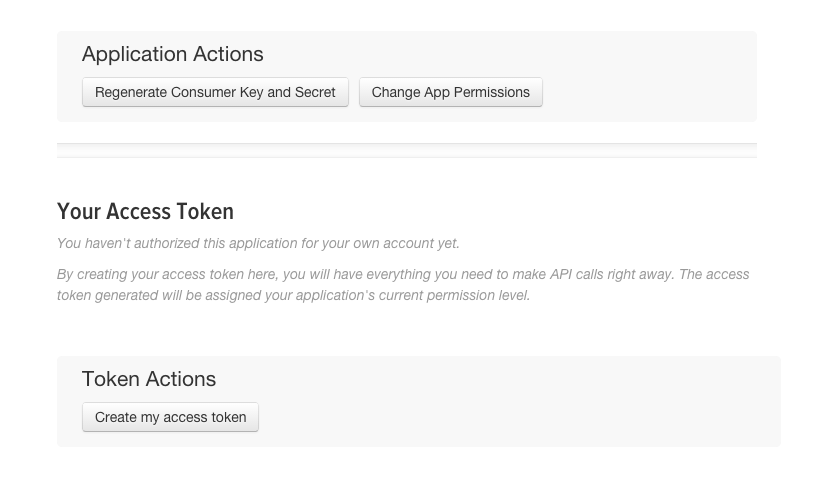 Application Actions
Regenerate Consumer Key and Secret Change App Permissions
Your Access Token
You haven't authorized this application for your own account yet.
By creating your access token here, you will have everything you need to make API calls right away. The access
token generated will be assigned your application's current permission level.
Token Actions
Create my access token